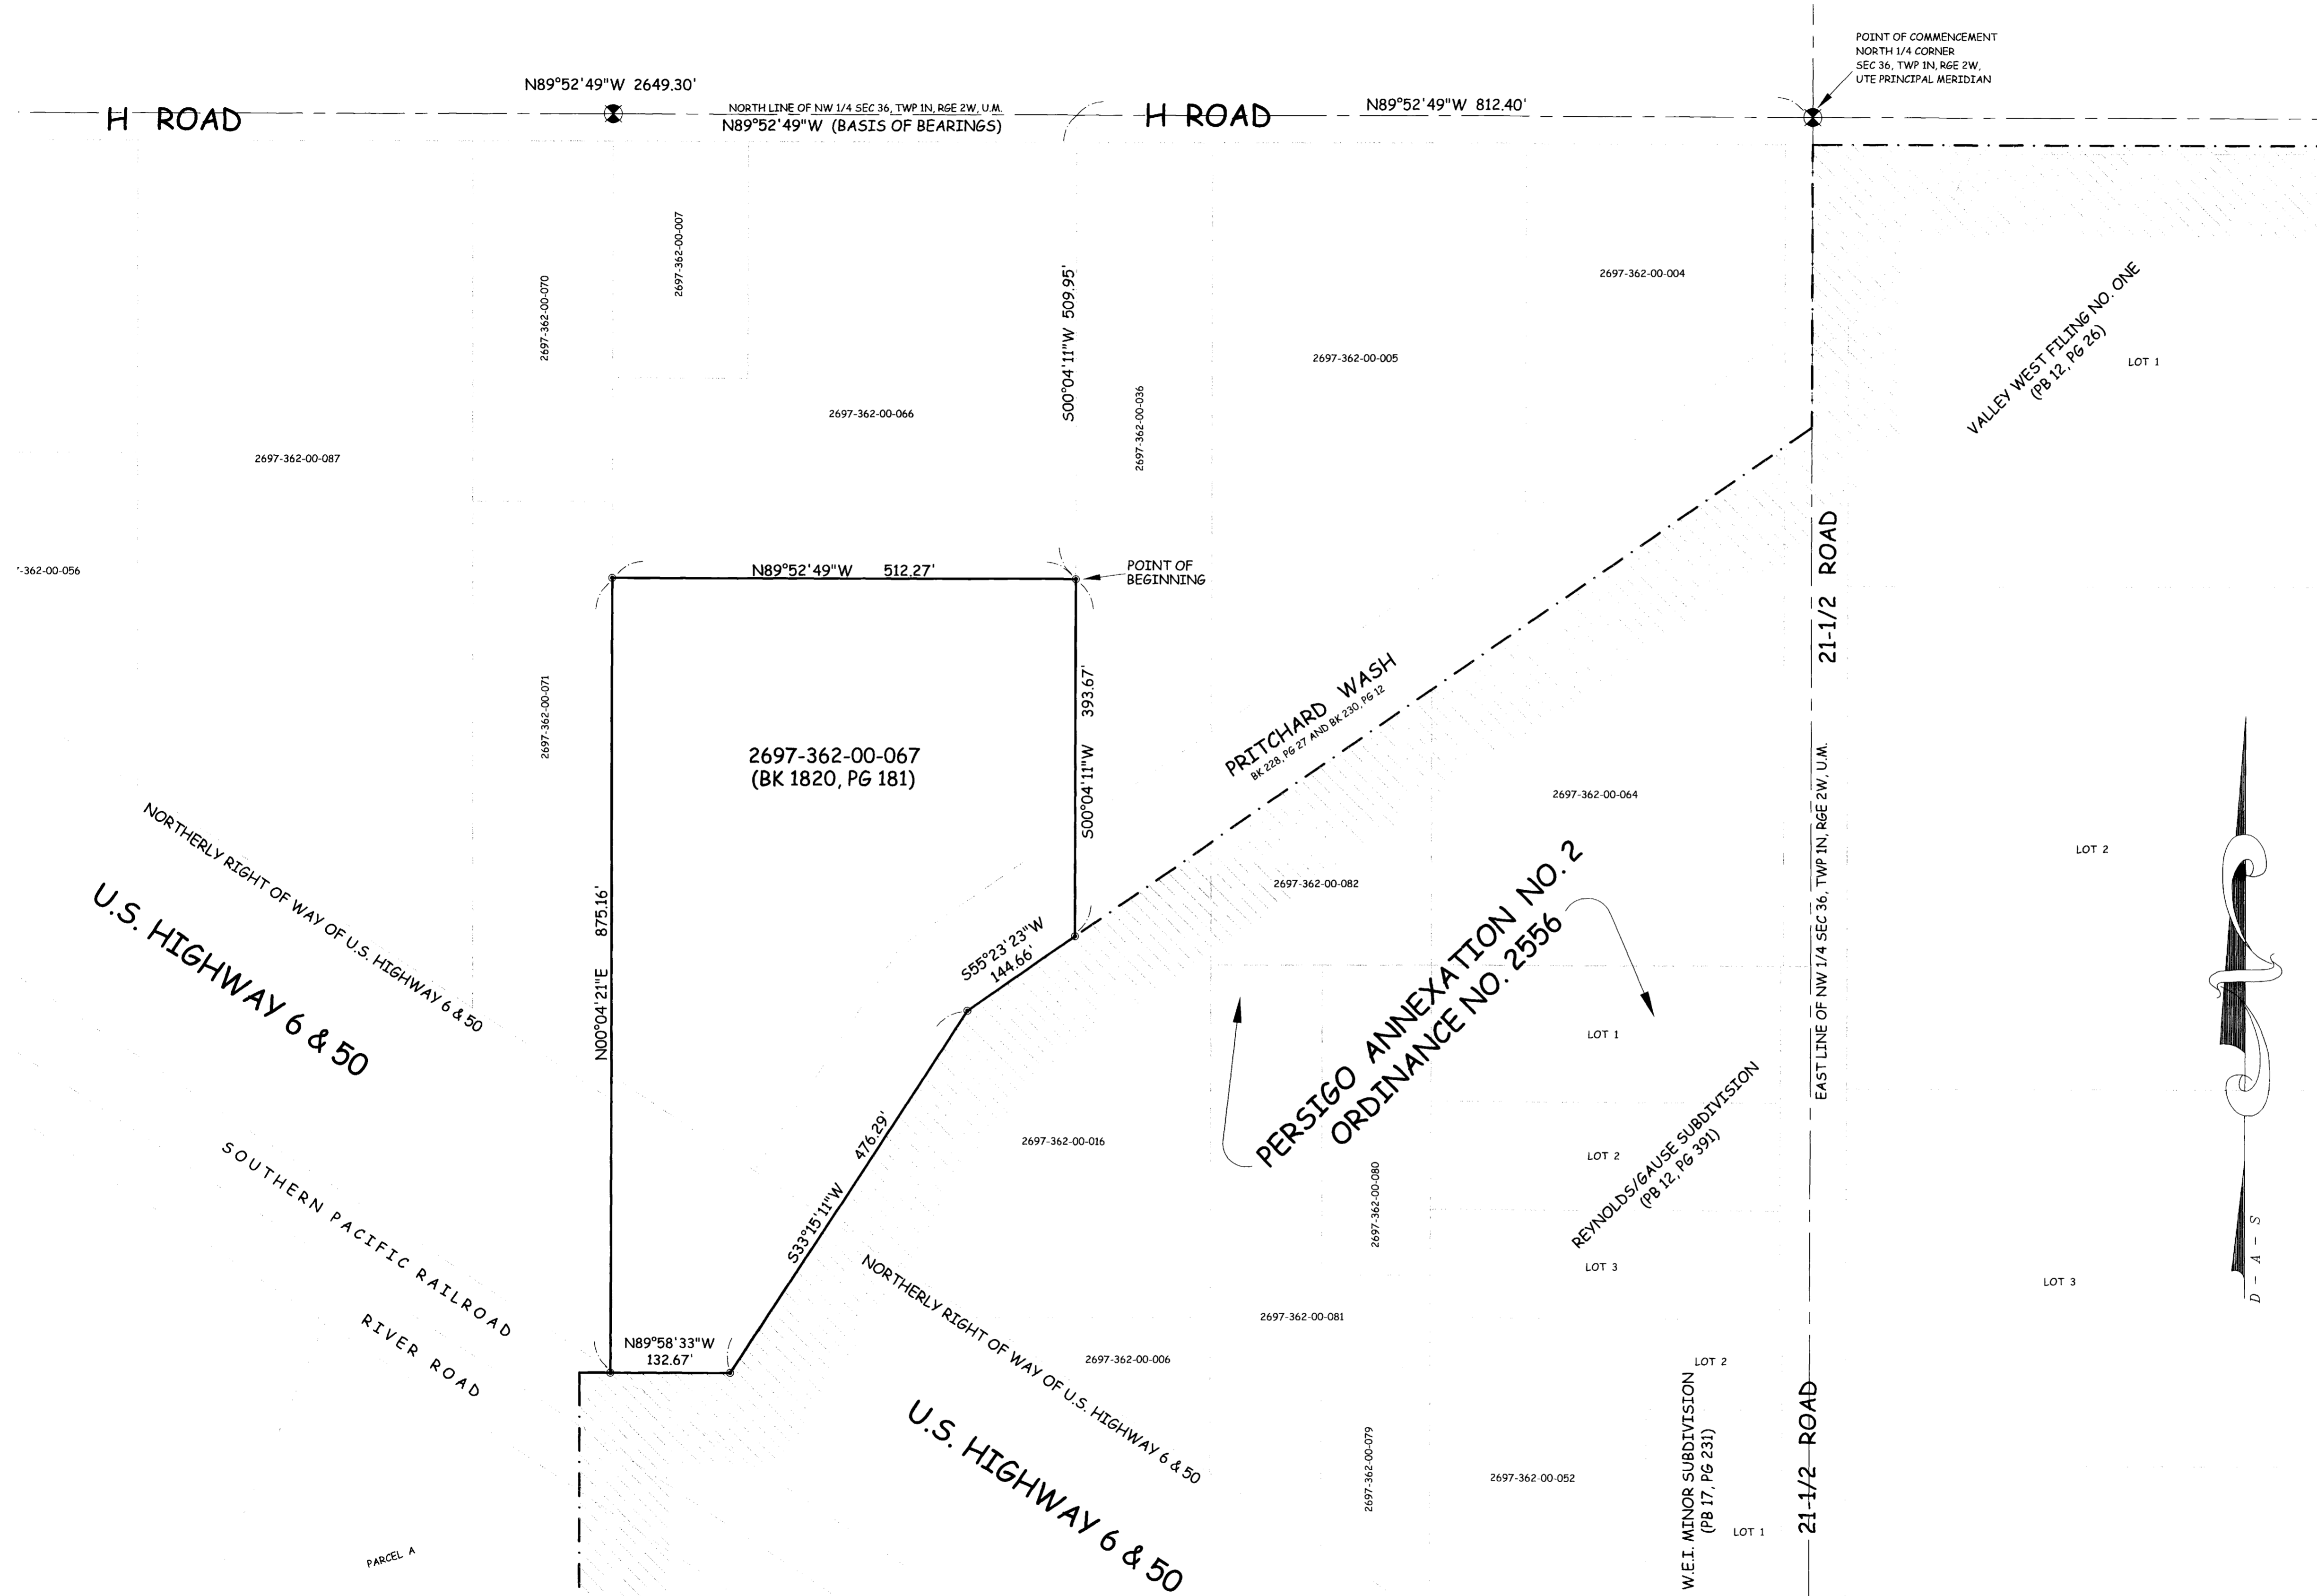 POINT OF COMMENCEMENT
NORTH 1/4 CORNER
SEC 36, TWP 1N, RGE 2W,
UTE PRINCIPAL MERIDIAN
N89°52'49"W 2649.30'
H ROAD
NORTH LINE OF NW 1/4 SEC 36, TWP 1N, RGE 2W, U.M.
N89°52'49"W (BASIS OF BEARINGS)
H ROAD
N89°52'49"W 812.40'
2697-362-00-007
2697-362-00-070
S00°04'11"W 509.95'
2697-362-00-004
2697-362-00-005
2697-362-00-036
2697-362-00-066
2697-362-00-087
VALLEY WEST FILING NO. ONE
(PB 12, PG 26)
LOT 1
-362-00-056
N89°52'49"W 512.27'
POINT OF
BEGINNING
21-1/2 ROAD
2697-362-00-071
2697-362-00-067
(BK 1820, PG 181)
S00°04'11"W 393.67'
PRITCHARD WASH
BK 228, PG 27 AND BK 230, PG 12
2697-362-00-064
EAST LINE OF NW 1/4 SEC 36, TWP 1N, RGE 2W, U.M.
LOT 2
NORTHERLY RIGHT OF WAY OF U.S. HIGHWAY 6 & 50
U.S. HIGHWAY 6 & 50
N00°04'21"E 875.16'
2697-362-00-082
S55°23'23"W
144.66'
PERSIGO ANNEXATION NO. 2
ORDINANCE NO. 2556
LOT 1
S33°15'11"W 476.29'
2697-362-00-016
2697-362-00-080
LOT 2
REYNOLDS/GAUSE SUBDIVISION
(PB 12, PG 391)
LOT 3
LOT 3
D-A-S
SOUTHERN PACIFIC RAILROAD
RIVER ROAD
N89°58'33"W
132.67'
NORTHERLY RIGHT OF WAY OF U.S. HIGHWAY 6 & 50
2697-362-00-081
2697-362-00-006
U.S. HIGHWAY 6 & 50
2697-362-00-079
2697-362-00-052
W.E.I. MINOR SUBDIVISION
(PB 17, PG 231)
LOT 2
LOT 1
21-1/2 ROAD
PARCEL A